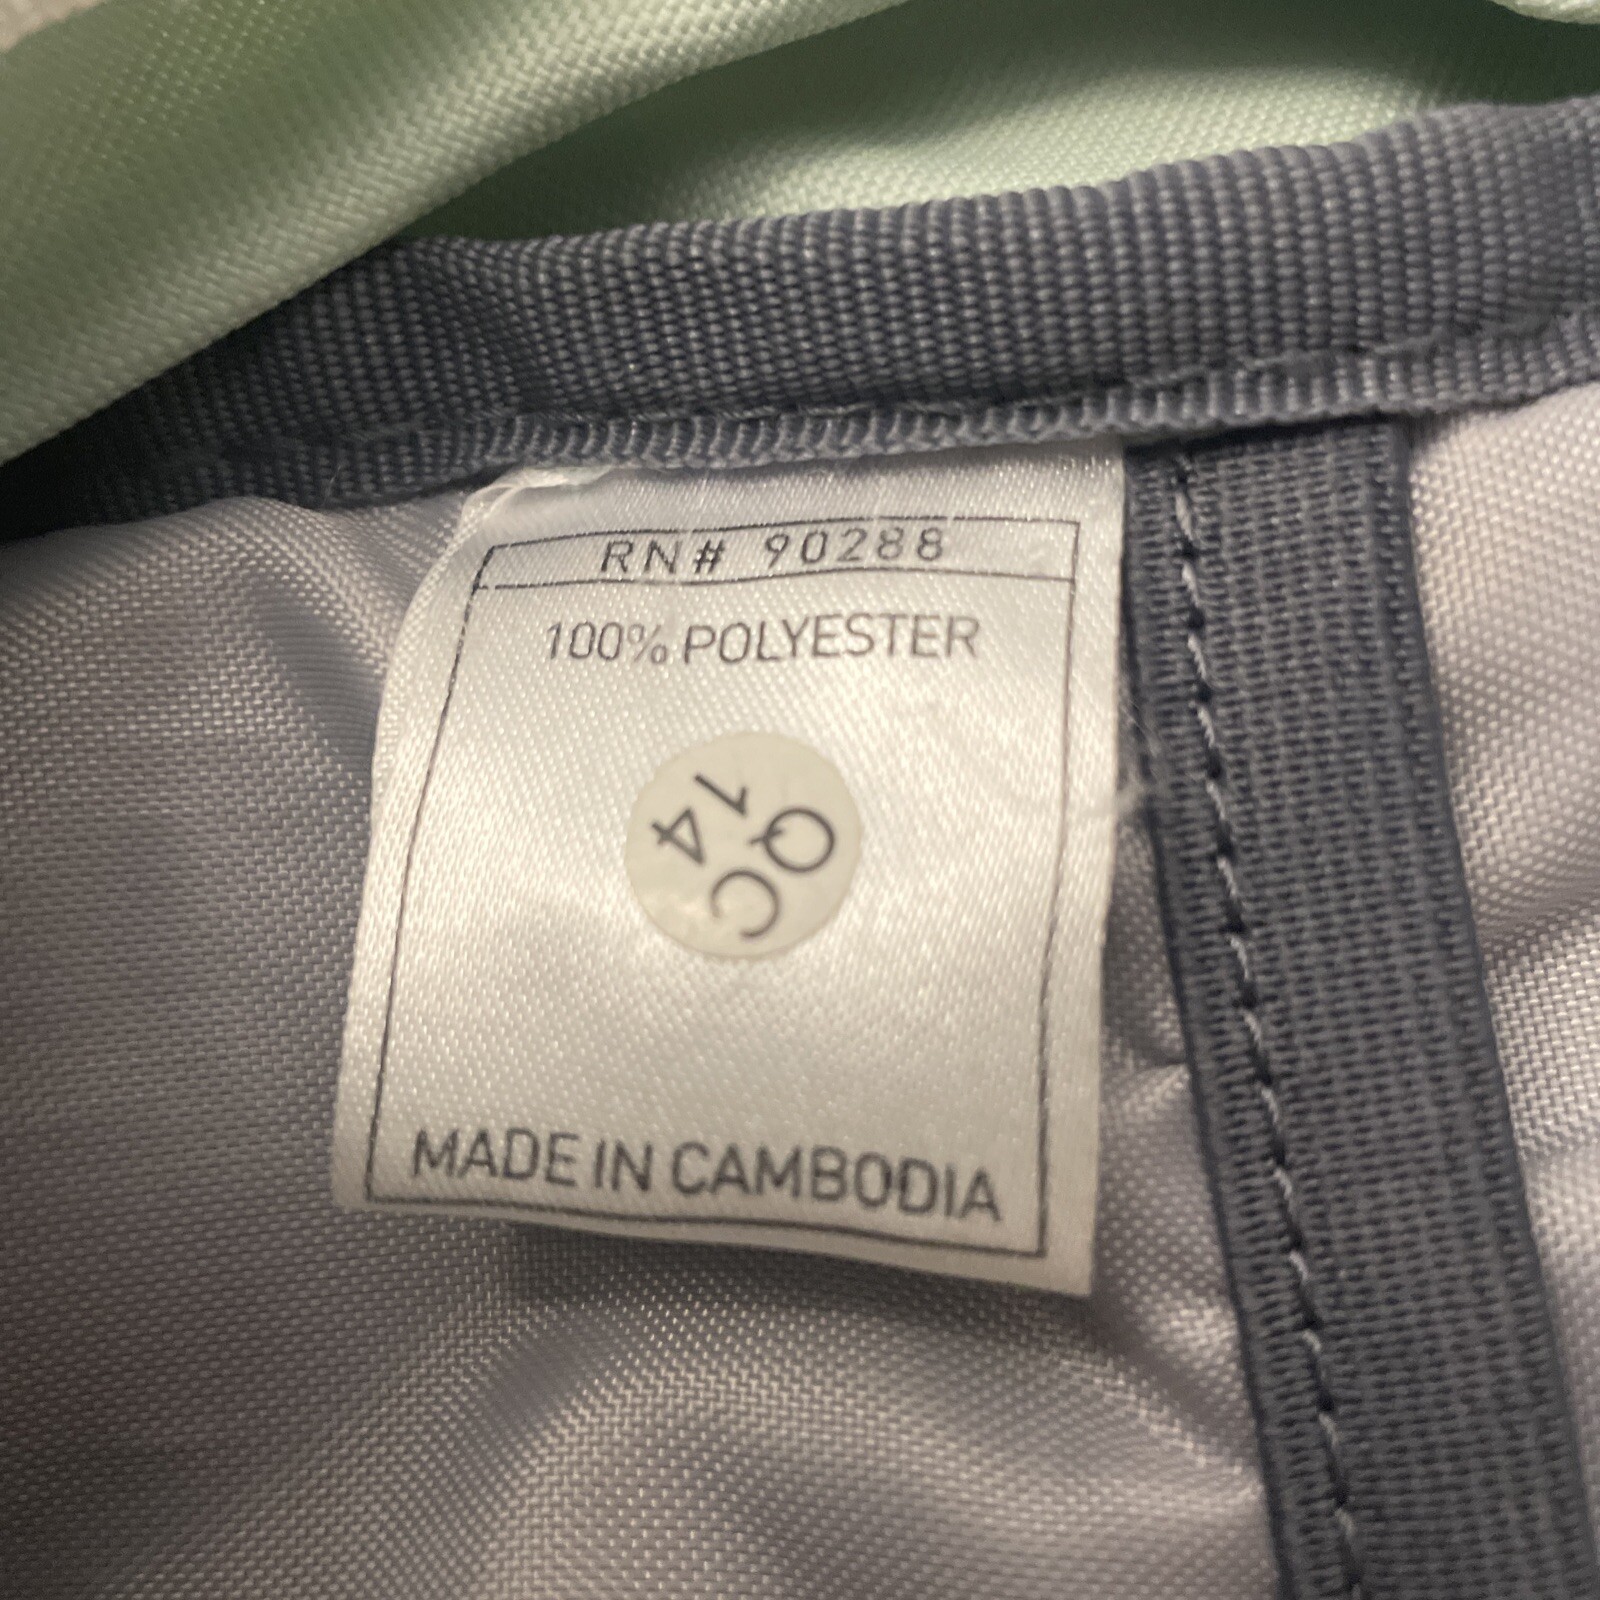 RN# 90288
100% POLYESTER
QC
14
MADE IN CAMBODIA